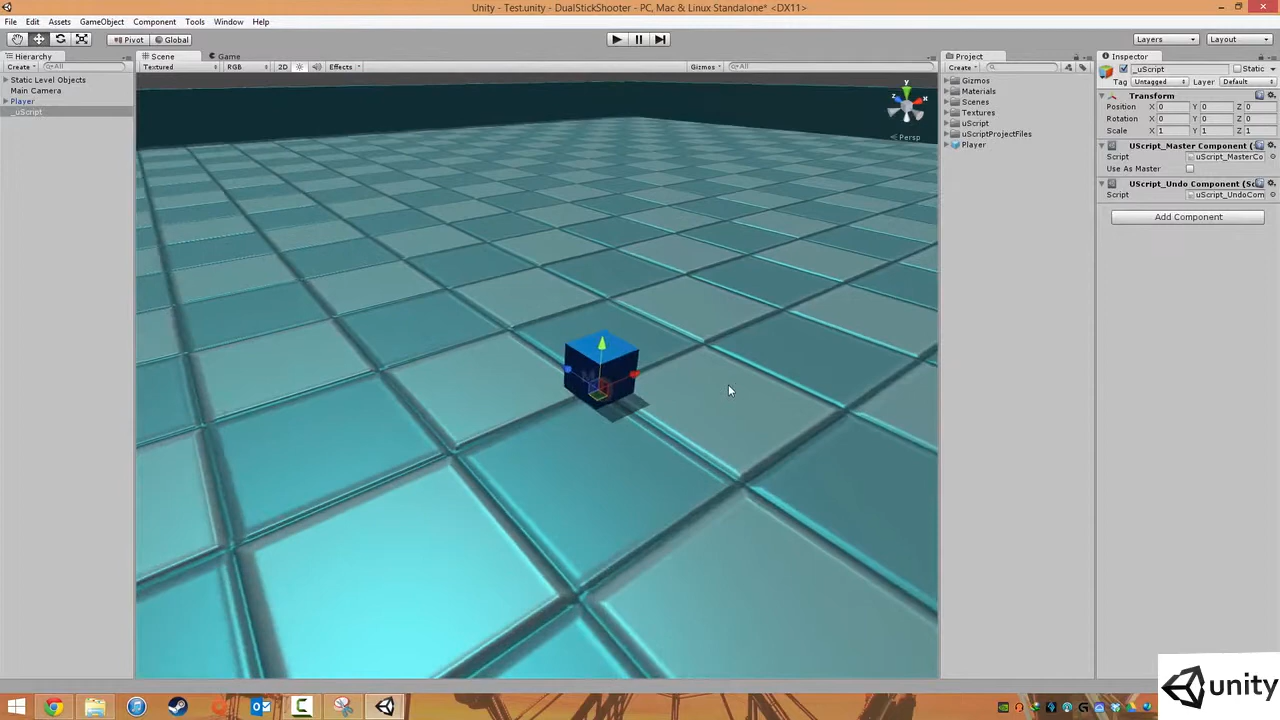 Unity - Test.unity - DualStickShooter - PC, Mac & Linux Standalone* <DX11>
File Edit Assets GameObject Component Tools Window Help
Pivot Global Layers Layout
Hierarchy Scene Game Project Inspector
Create All Textured RGB 2D Effects Gizmos All Create _uScript Static
Static Level Objects
Main Camera
Player
_uScript
y
x
z
Persp
Gizmos
Materials
Scenes
Textures
uScript
uScriptProjectFiles
Player
Tag Untagged Layer Default
Transform
Position X 0 Y 0 Z 0
Rotation X 0 Y 0 Z 0
Scale X 1 Y 1 Z 1
UScript_Master Component (
Script uScript_MasterCo
Use As Master
UScript_Undo Component (Sc
Script uScript_UndoCom
Add Component
unity